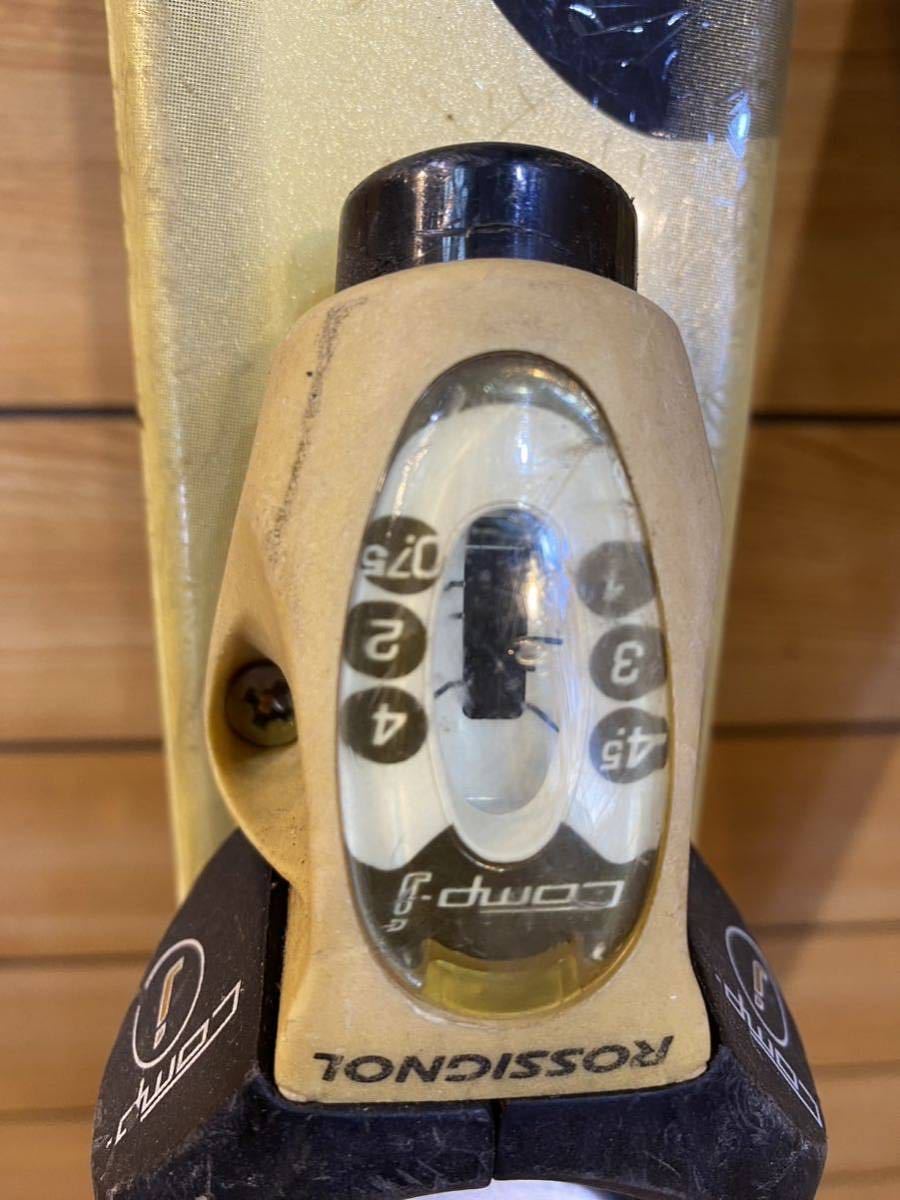 ROSSIGNOL
comp·J
4.5 4
3 2
1 0.75
comp·J
J
comp